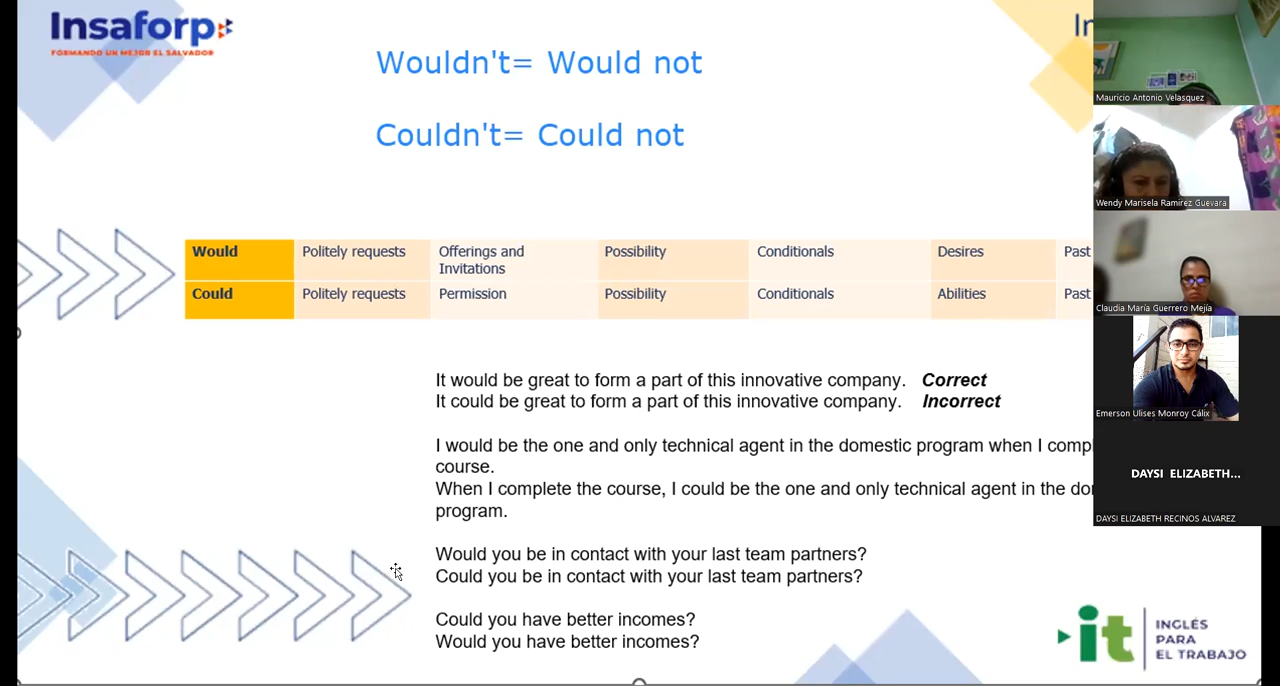 Insaforp
FORMANDO UN MEJOR EL SALVADOR
In
Wouldn't= Would not
Couldn't= Could not
Would Politely requests Offerings and Invitations Possibility Conditionals Desires Past
Could Politely requests Permission Possibility Conditionals Abilities Past
It would be great to form a part of this innovative company. Correct
It could be great to form a part of this innovative company. Incorrect
I would be the one and only technical agent in the domestic program when I compl
course.
When I complete the course, I could be the one and only technical agent in the do
program.
Would you be in contact with your last team partners?
Could you be in contact with your last team partners?
Could you have better incomes?
Would you have better incomes?
it
INGLÉS
PARA
EL TRABAJO
Mauricio Antonio Velasquez
Wendy Marisela Ramirez Guevara
Claudia María Guerrero Mejía
Emerson Ulises Monroy Cálix
DAYSI ELIZABETH...
DAYSI ELIZABETH RECINOS ALVAREZ